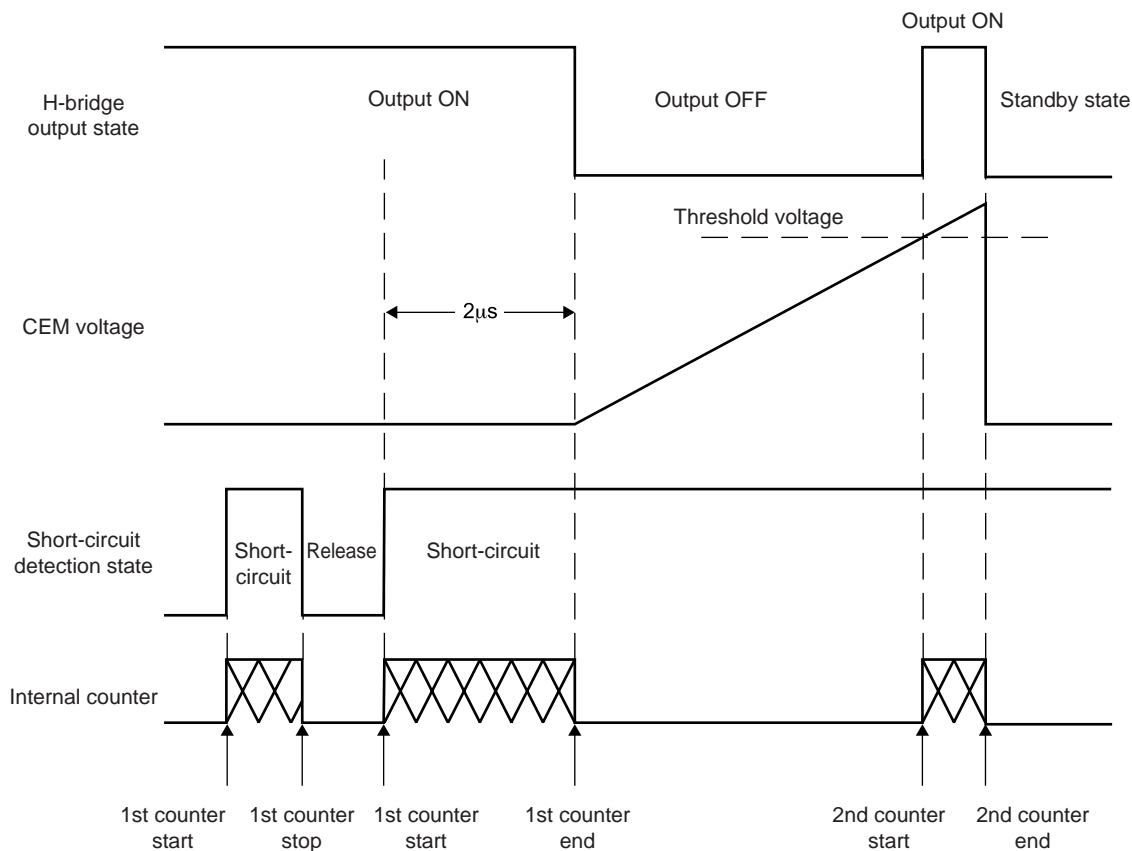 Output ON
H-bridge
output state
Output ON
Output OFF
Standby state
Threshold voltage
2μs
CEM voltage
Short-circuit
detection state
Short-
circuit
Release
Short-circuit
Internal counter
1st counter
start
1st counter
stop
1st counter
start
1st counter
end
2nd counter
start
2nd counter
end